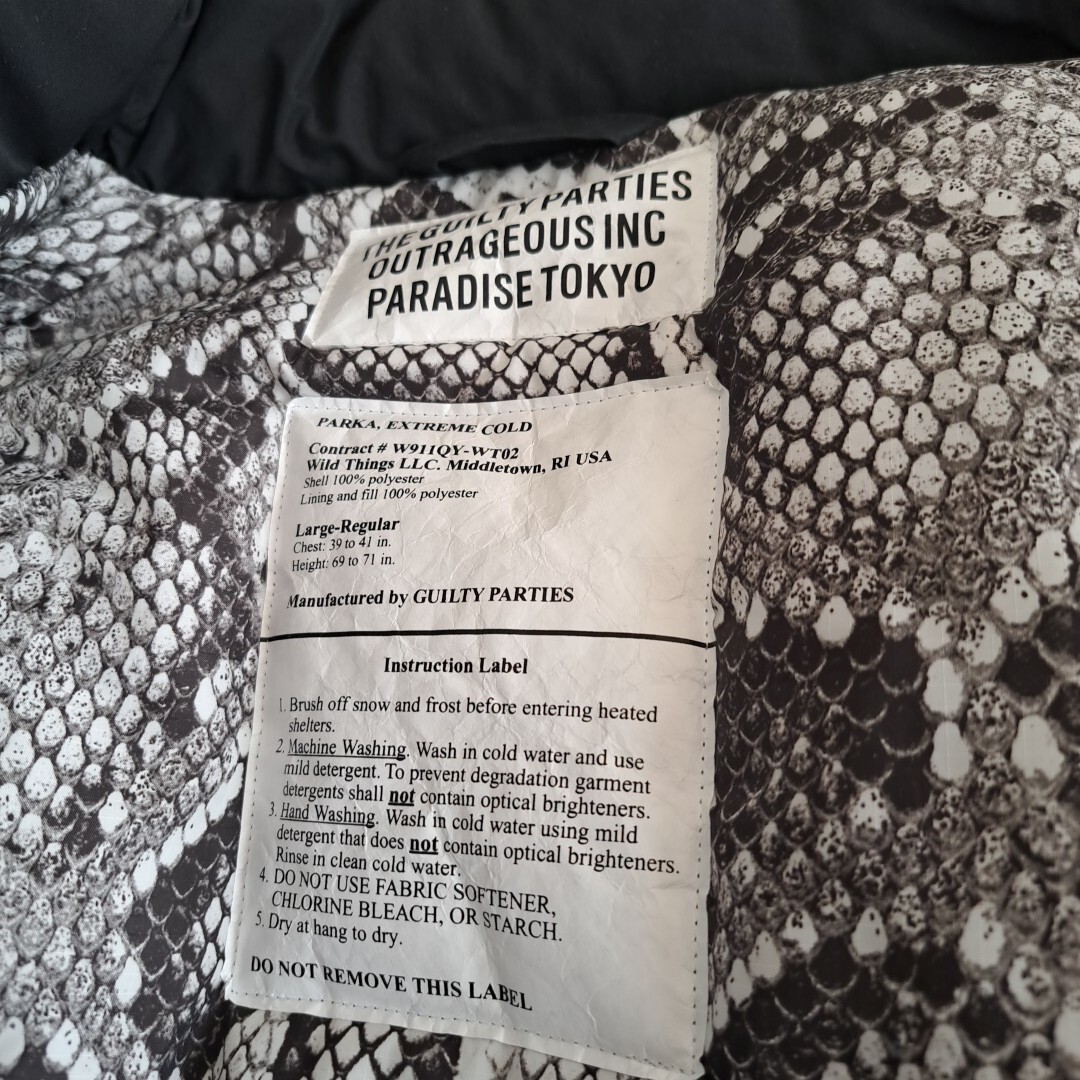 THE GUILTY PARTIES
OUTRAGEOUS INC
PARADISE TOKYO
PARKA, EXTREME COLD
Contract # W911QY-WT02
Wild Things LLC. Middletown, RI USA
Shell 100% polyester
Lining and fill 100% polyester
Large-Regular
Chest: 39 to 41 in.
Height: 69 to 71 in.
Manufactured by GUILTY PARTIES
Instruction Label
1. Brush off snow and frost before entering heated
shelters.
2. Machine Washing. Wash in cold water and use
mild detergent. To prevent degradation garment
detergents shall not contain optical brighteners.
3. Hand Washing. Wash in cold water using mild
detergent that does not contain optical brighteners.
Rinse in clean cold water.
4. DO NOT USE FABRIC SOFTENER,
CHLORINE BLEACH, OR STARCH.
5. Dry at hang to dry.
DO NOT REMOVE THIS LABEL